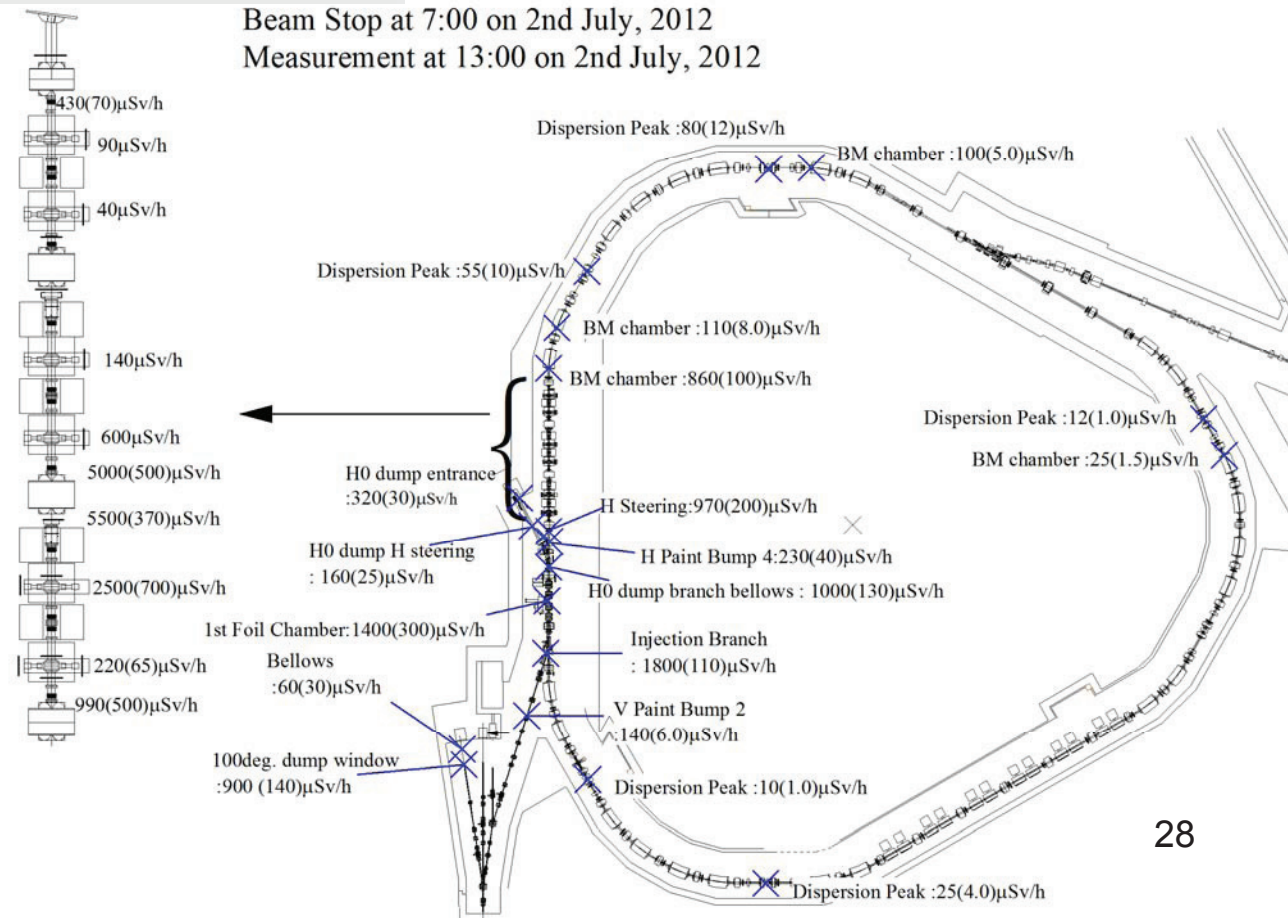 Beam Stop at 7:00 on 2nd July, 2012
Measurement at 13:00 on 2nd July, 2012
430(70)μSv/h
90μSv/h
40μSv/h
140μSv/h
600μSv/h
5000(500)μSv/h
5500(370)μSv/h
2500(700)μSv/h
220(65)μSv/h
990(500)μSv/h
Dispersion Peak :80(12)μSv/h
BM chamber :100(5.0)μSv/h
Dispersion Peak :55(10)μSv/h
BM chamber :110(8.0)μSv/h
BM chamber :860(100)μSv/h
Dispersion Peak :12(1.0)μSv/h
BM chamber :25(1.5)μSv/h
H0 dump entrance
:320(30)μSv/h
H Steering:970(200)μSv/h
H0 dump H steering
: 160(25)μSv/h
H Paint Bump 4:230(40)μSv/h
H0 dump branch bellows : 1000(130)μSv/h
1st Foil Chamber:1400(300)μSv/h
Injection Branch
: 1800(110)μSv/h
Bellows
:60(30)μSv/h
V Paint Bump 2
:140(6.0)μSv/h
100deg. dump window
:900 (140)μSv/h
Dispersion Peak :10(1.0)μSv/h
Dispersion Peak :25(4.0)μSv/h
28